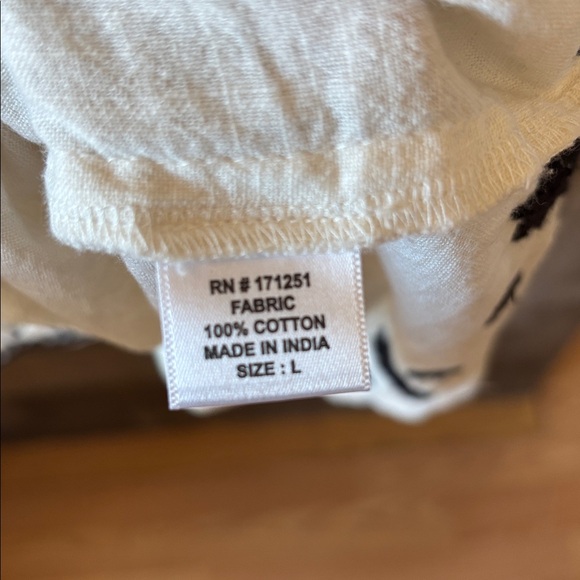 RN # 171251
FABRIC
100% COTTON
MADE IN INDIA
SIZE : L